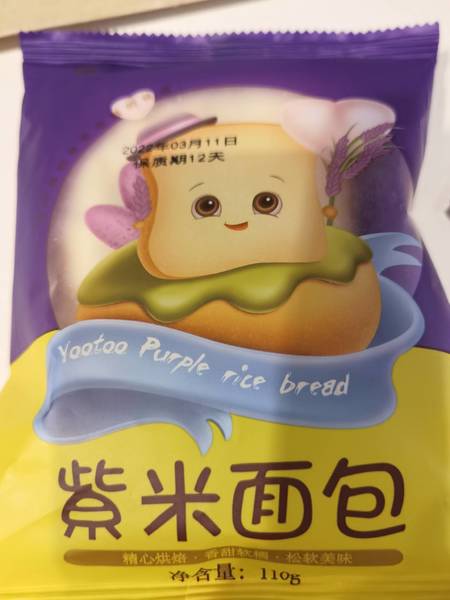 2022年03月11日
保质期12天
Yootoo Purple rice bread
紫米面包
精心烘焙·香甜软糯·松软美味
净含量：110g